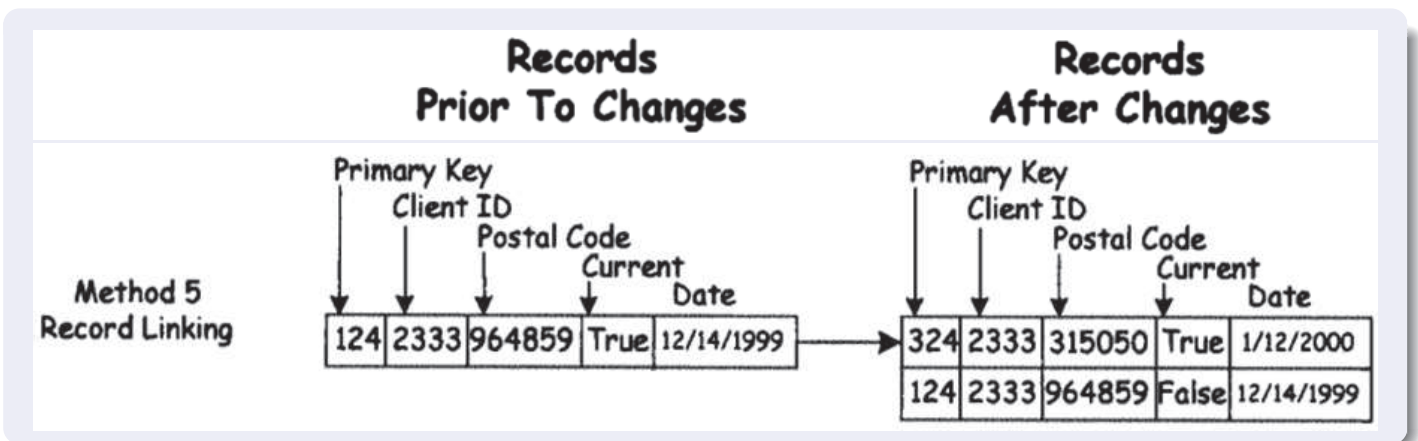 Records
Prior To Changes
Records
After Changes
Method 5
Record Linking
Primary Key
Client ID
Postal Code
Current
Date
124 2333 964859 True 12/14/1999
Primary Key
Client ID
Postal Code
Current
Date
324 2333 315050 True 1/12/2000
124 2333 964859 False 12/14/1999